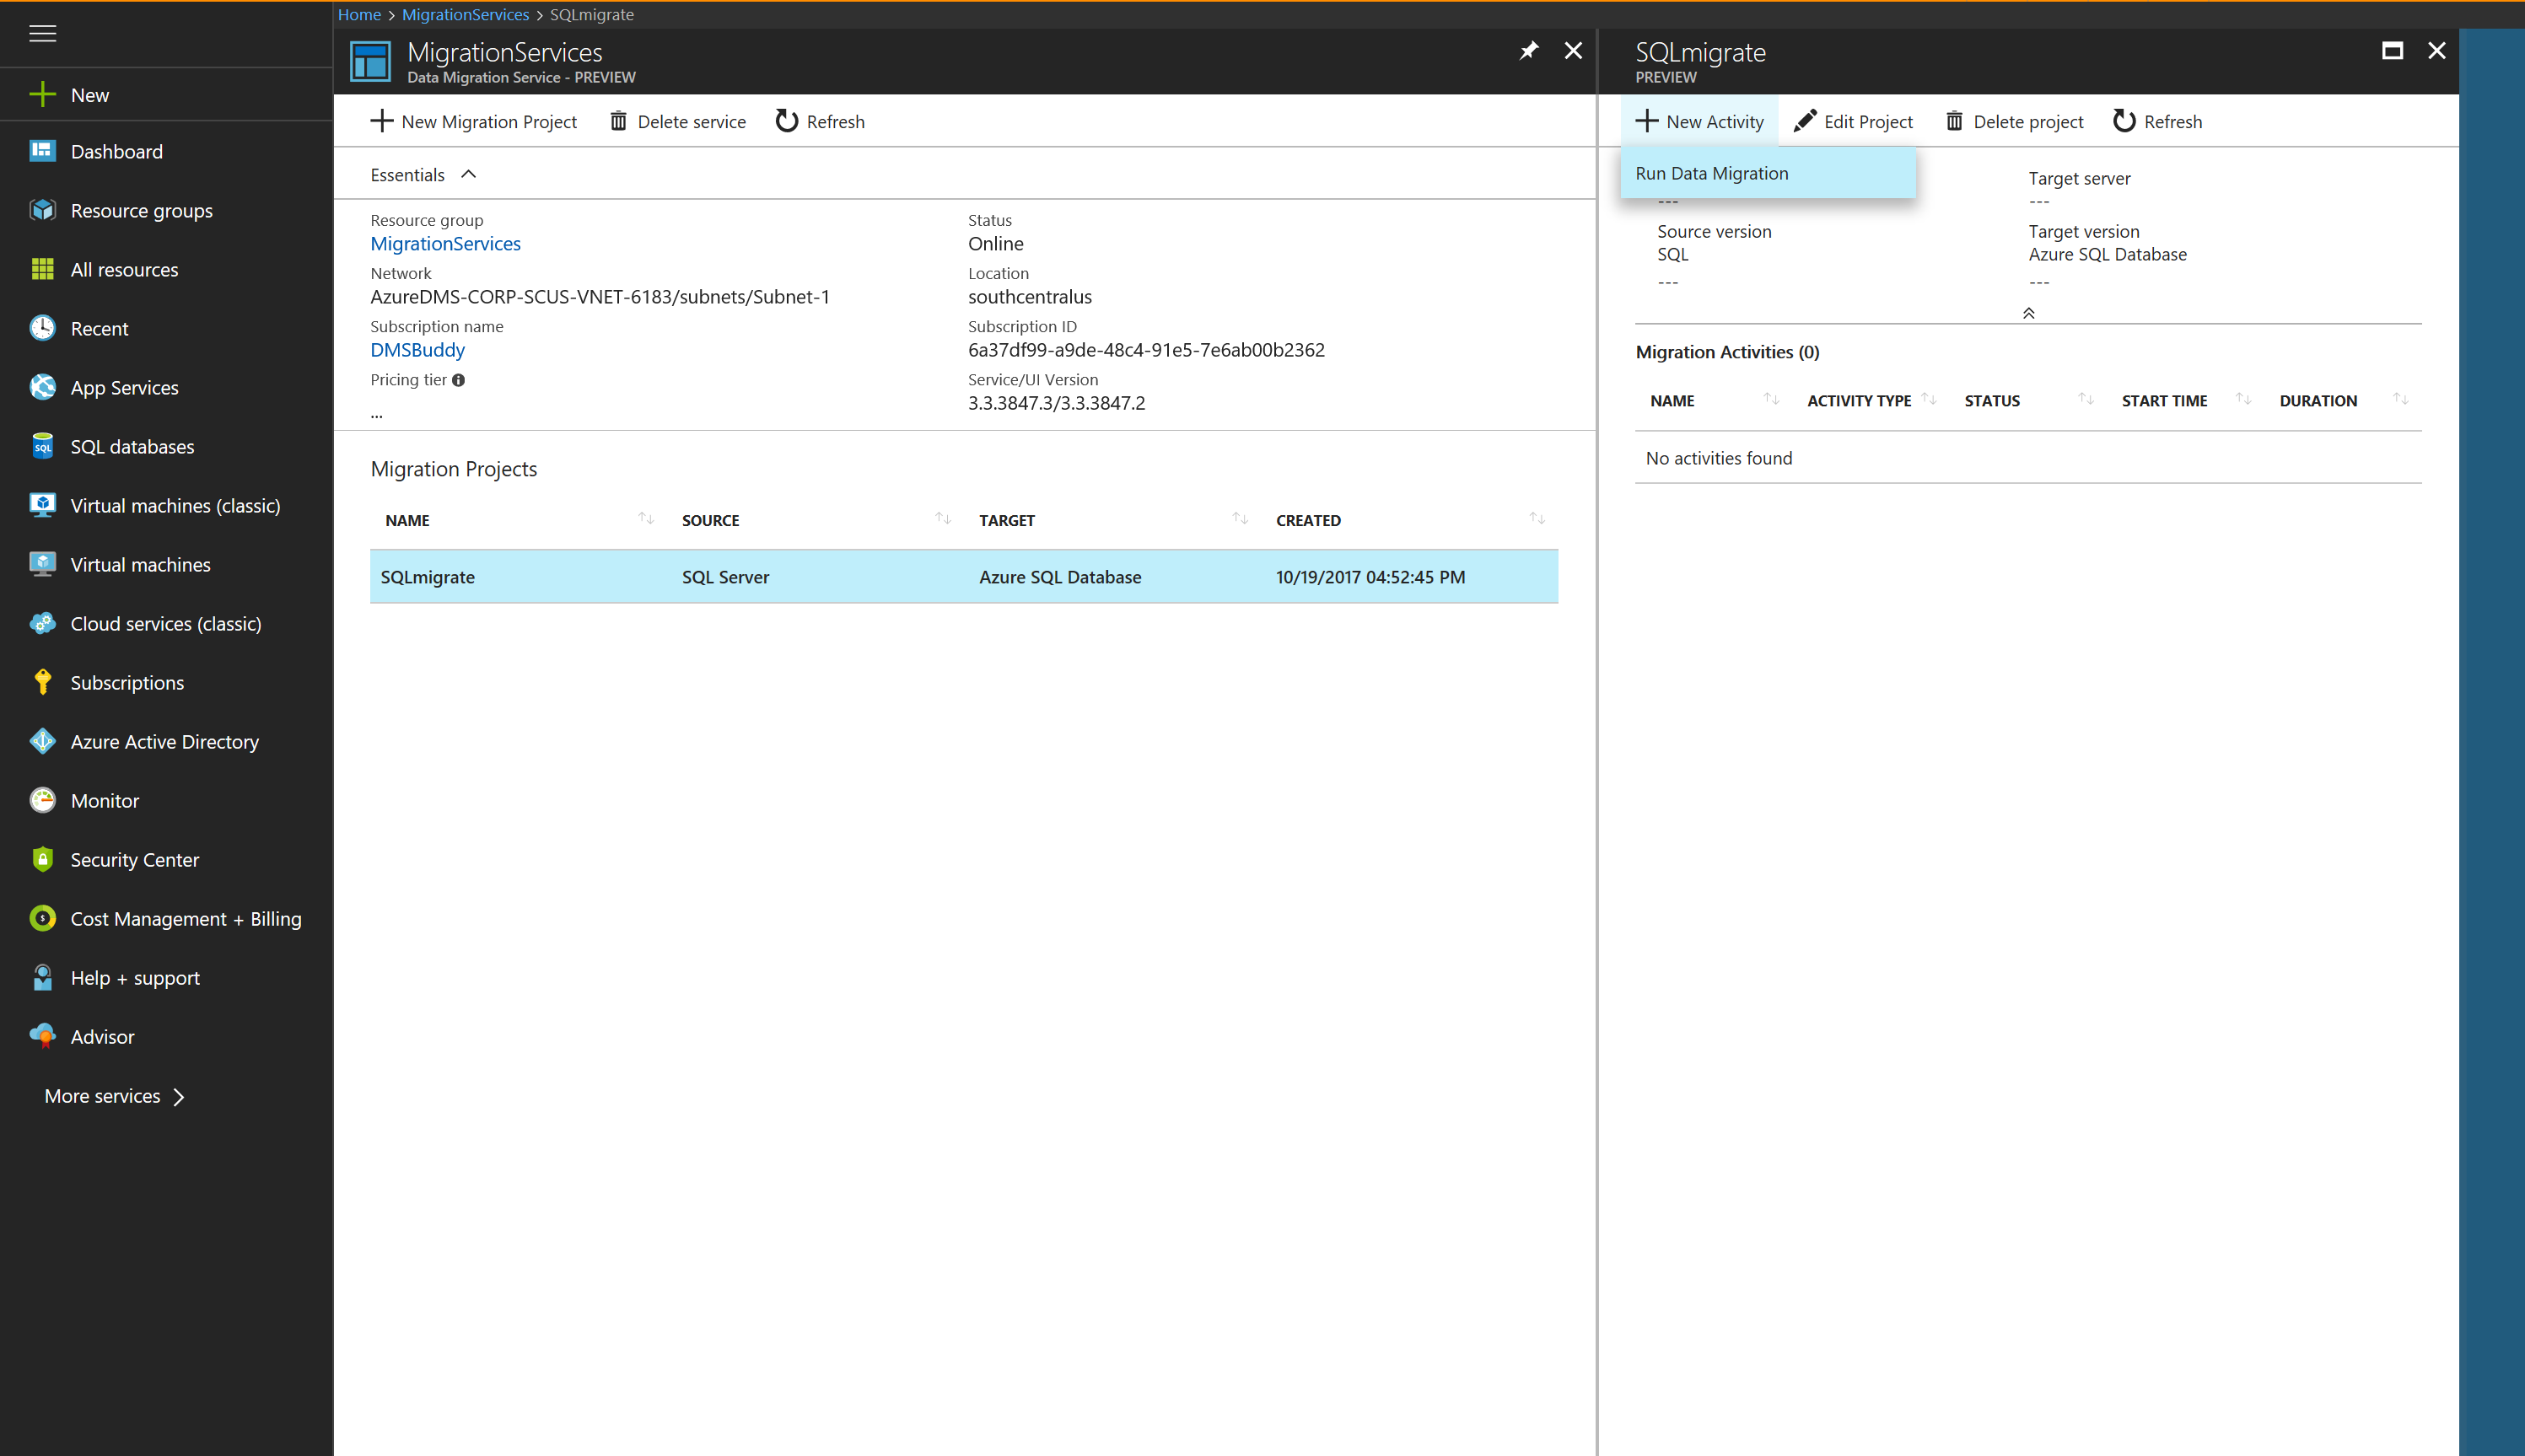 Home > MigrationServices > SQLmigrate
New
Dashboard
Resource groups
All resources
Recent
App Services
SQL databases
Virtual machines (classic)
Virtual machines
Cloud services (classic)
Subscriptions
Azure Active Directory
Monitor
Security Center
Cost Management + Billing
Help + support
Advisor
More services
MigrationServices
Data Migration Service - PREVIEW
New Migration Project Delete service Refresh
Essentials
Resource group
MigrationServices
Network
AzureDMS-CORP-SCUS-VNET-6183/subnets/Subnet-1
Subscription name
DMSBuddy
Pricing tier
...
Status
Online
Location
southcentralus
Subscription ID
6a37df99-a9de-48c4-91e5-7e6ab00b2362
Service/UI Version
3.3.3847.3/3.3.3847.2
Migration Projects
NAME SOURCE TARGET CREATED
SQLmigrate SQL Server Azure SQL Database 10/19/2017 04:52:45 PM
SQLmigrate
PREVIEW
New Activity Edit Project Delete project Refresh
Run Data Migration
---
Source version
SQL
---
Target server
---
Target version
Azure SQL Database
---
Migration Activities (0)
NAME ACTIVITY TYPE STATUS START TIME DURATION
No activities found